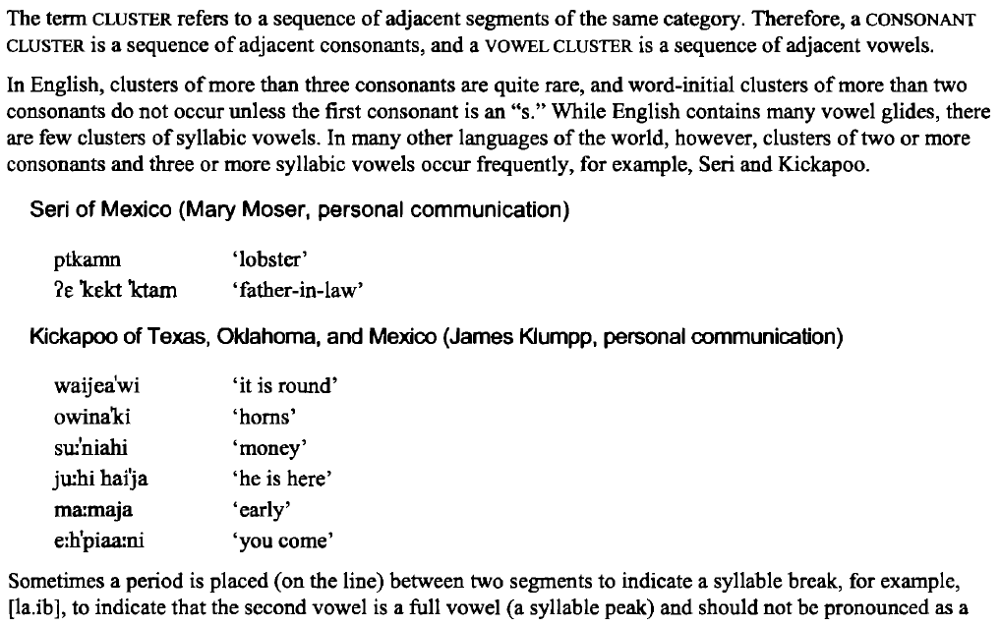 The term CLUSTER refers to a sequence of adjacent segments of the same category. Therefore, a CONSONANT
CLUSTER is a sequence of adjacent consonants, and a VOWEL CLUSTER is a sequence of adjacent vowels.
In English, clusters of more than three consonants are quite rare, and word-initial clusters of more than two
consonants do not occur unless the first consonant is an “s.” While English contains many vowel glides, there
are few clusters of syllabic vowels. In many other languages of the world, however, clusters of two or more
consonants and three or more syllabic vowels occur frequently, for example, Seri and Kickapoo.
Seri of Mexico (Mary Moser, personal communication)
ptkamn ‘lobster’
ʔɛ ˈkɛkt ˈktam ‘father-in-law’
Kickapoo of Texas, Oklahoma, and Mexico (James Klumpp, personal communication)
waijeaˈwi ‘it is round’
owinaˈki ‘horns’
suːˈniahi ‘money’
juːhi haiˈja ‘he is here’
maːmaja ‘early’
eːhˈpiaaːni ‘you come’
Sometimes a period is placed (on the line) between two segments to indicate a syllable break, for example,
[la.ib], to indicate that the second vowel is a full vowel (a syllable peak) and should not be pronounced as a